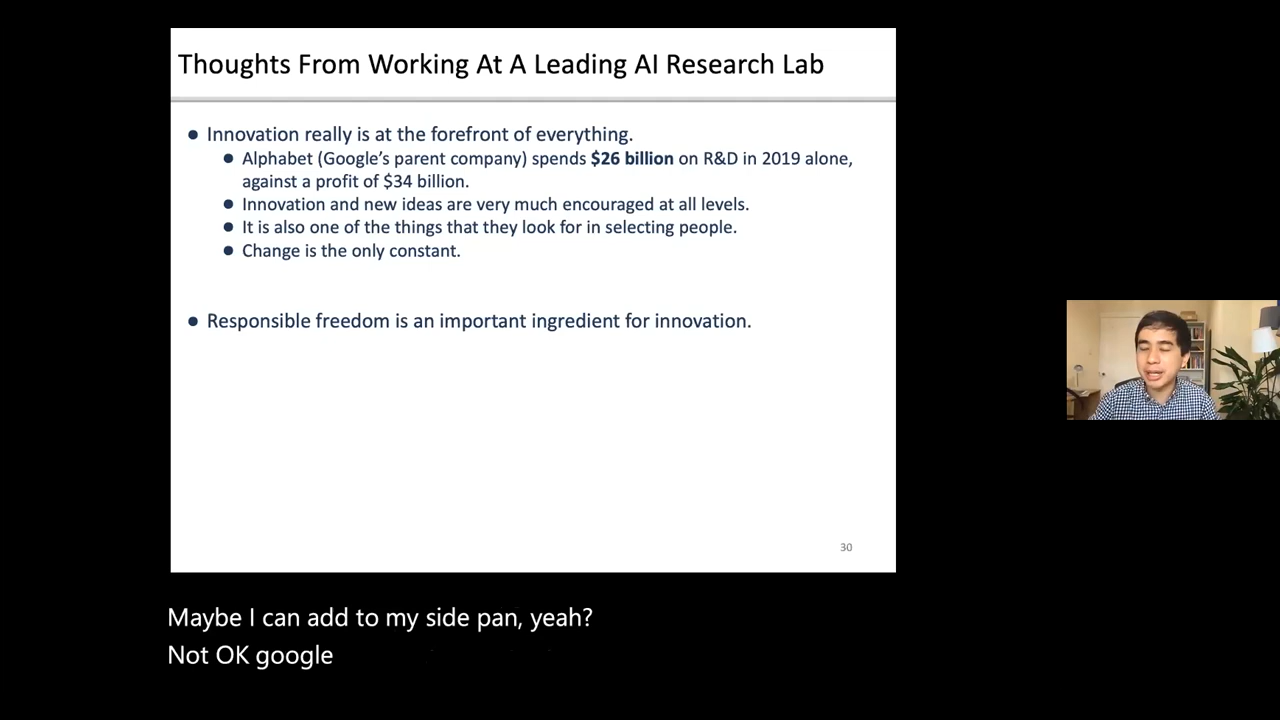 Thoughts From Working At A Leading AI Research Lab
● Innovation really is at the forefront of everything.
● Alphabet (Google's parent company) spends $26 billion on R&D in 2019 alone,
against a profit of $34 billion.
● Innovation and new ideas are very much encouraged at all levels.
● It is also one of the things that they look for in selecting people.
● Change is the only constant.
● Responsible freedom is an important ingredient for innovation.
30
Maybe I can add to my side pan, yeah?
Not OK google